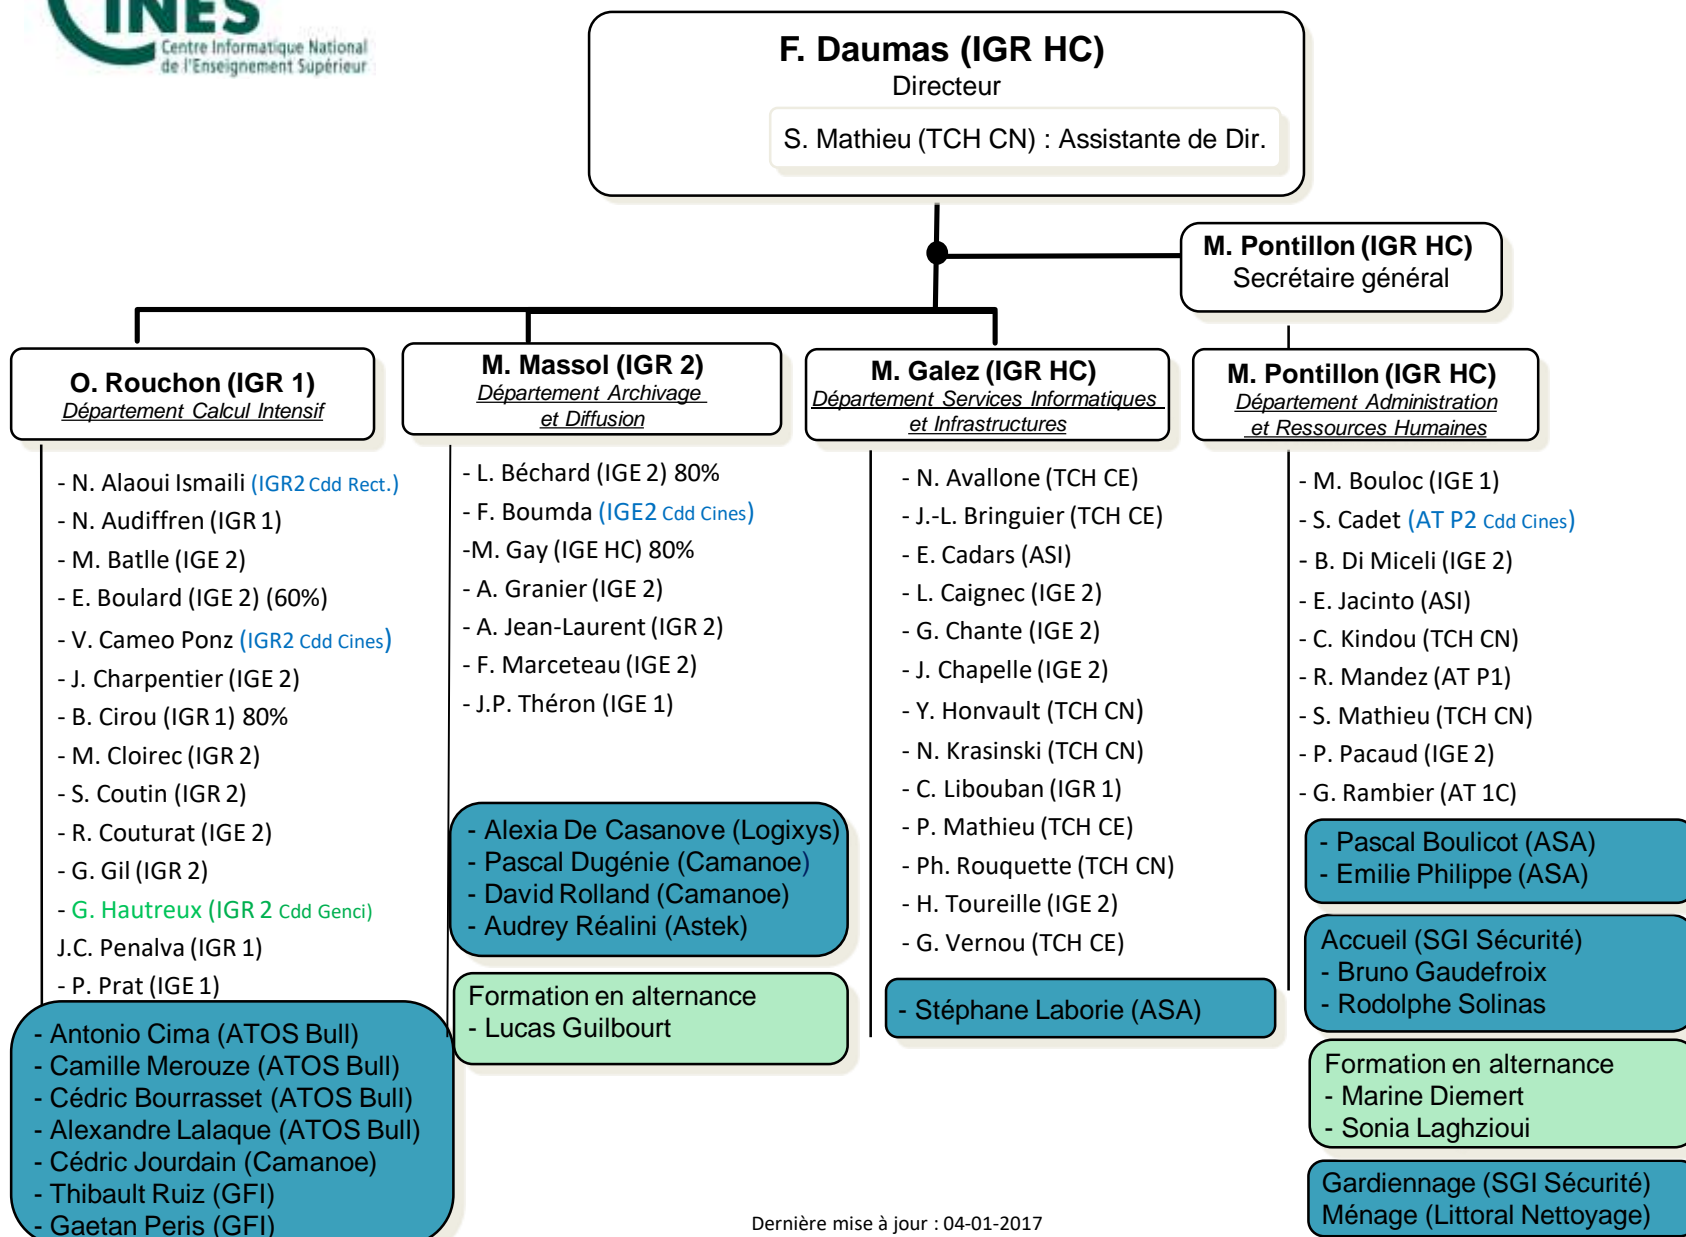 CINES
Centre Informatique National
de l'Enseignement Supérieur
F. Daumas (IGR HC)
Directeur
S. Mathieu (TCH CN) : Assistante de Dir.
M. Pontillon (IGR HC)
Secrétaire général
O. Rouchon (IGR 1)
Département Calcul Intensif
- N. Alaoui Ismaili (IGR2 Cdd Rect.)
- N. Audiffren (IGR 1)
- M. Batlle (IGE 2)
- E. Boulard (IGE 2) (60%)
- V. Cameo Ponz (IGR2 Cdd Cines)
- J. Charpentier (IGE 2)
- B. Cirou (IGR 1) 80%
- M. Cloirec (IGR 2)
- S. Coutin (IGR 2)
- R. Couturat (IGE 2)
- G. Gil (IGR 2)
- G. Hautreux (IGR 2 Cdd Genci)
J.C. Penalva (IGR 1)
- P. Prat (IGE 1)
- Antonio Cima (ATOS Bull)
- Camille Merouze (ATOS Bull)
- Cédric Bourrasset (ATOS Bull)
- Alexandre Lalaque (ATOS Bull)
- Cédric Jourdain (Camanoe)
- Thibault Ruiz (GFI)
- Gaetan Peris (GFI)
M. Massol (IGR 2)
Département Archivage
et Diffusion
- L. Béchard (IGE 2) 80%
- F. Boumda (IGE2 Cdd Cines)
-M. Gay (IGE HC) 80%
- A. Granier (IGE 2)
- A. Jean-Laurent (IGR 2)
- F. Marceteau (IGE 2)
- J.P. Théron (IGE 1)
- Alexia De Casanove (Logixys)
- Pascal Dugénie (Camanoe)
- David Rolland (Camanoe)
- Audrey Réalini (Astek)
Formation en alternance
- Lucas Guilbourt
M. Galez (IGR HC)
Département Services Informatiques
et Infrastructures
- N. Avallone (TCH CE)
- J.-L. Bringuier (TCH CE)
- E. Cadars (ASI)
- L. Caignec (IGE 2)
- G. Chante (IGE 2)
- J. Chapelle (IGE 2)
- Y. Honvault (TCH CN)
- N. Krasinski (TCH CN)
- C. Libouban (IGR 1)
- P. Mathieu (TCH CE)
- Ph. Rouquette (TCH CN)
- H. Toureille (IGE 2)
- G. Vernou (TCH CE)
- Stéphane Laborie (ASA)
M. Pontillon (IGR HC)
Département Administration
et Ressources Humaines
- M. Bouloc (IGE 1)
- S. Cadet (AT P2 Cdd Cines)
- B. Di Miceli (IGE 2)
- E. Jacinto (ASI)
- C. Kindou (TCH CN)
- R. Mandez (AT P1)
- S. Mathieu (TCH CN)
- P. Pacaud (IGE 2)
- G. Rambier (AT 1C)
- Pascal Boulicot (ASA)
- Emilie Philippe (ASA)
Accueil (SGI Sécurité)
- Bruno Gaudefroix
- Rodolphe Solinas
Formation en alternance
- Marine Diemert
- Sonia Laghzioui
Gardiennage (SGI Sécurité)
Ménage (Littoral Nettoyage)
Dernière mise à jour : 04-01-2017